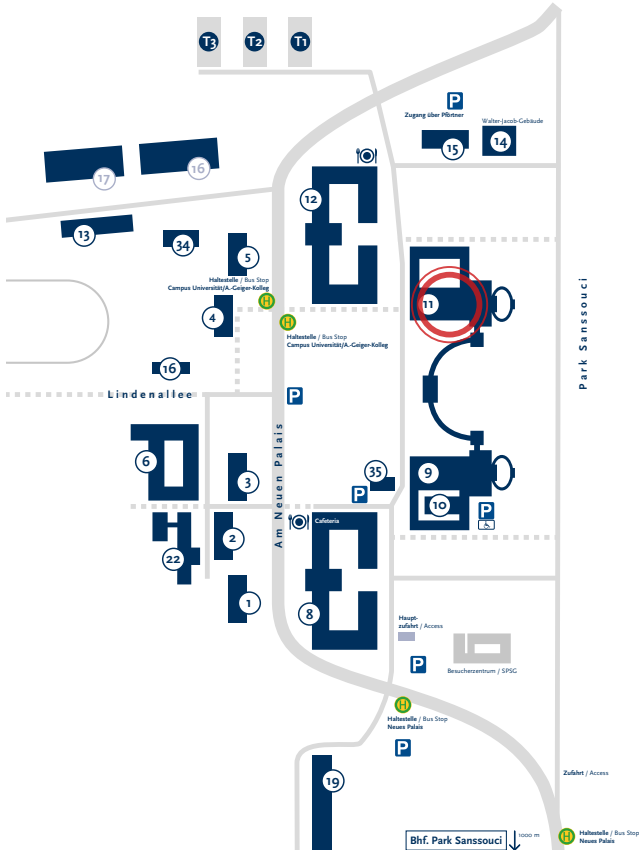 T3
T2
T1
P
Zugang über Pförtner
Walter-Jacob-Gebäude
15
14
17
16
12
13
34
5
Haltestelle / Bus Stop
Campus Universität/A.-Geiger-Kolleg
H
11
4
H
Haltestelle / Bus Stop
Campus Universität/A.-Geiger-Kolleg
Park Sanssouci
16
Lindenallee
P
Am Neuen Palais
6
3
35
9
P
10
P
Cafeteria
2
22
1
8
Haupt-
zufahrt / Access
P
Besucherzentrum / SPSG
H
Haltestelle / Bus Stop
Neues Palais
P
19
Zufahrt / Access
Bhf. Park Sanssouci
1000 m
H
Haltestelle / Bus Stop
Neues Palais